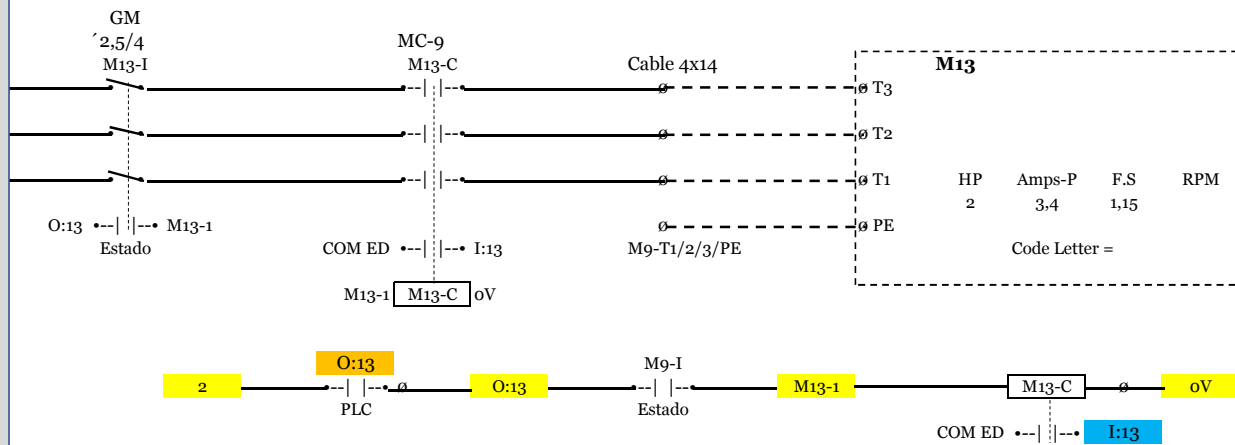 GM
´2,5/4
MC-9
M13-I
M13-C
Cable 4x14
M13
ø T3
ø T2
ø T1
HP
Amps-P
F.S
RPM
2
3,4
1,15
O:13
M13-1
ø PE
Estado
COM ED
I:13
M9-T1/2/3/PE
Code Letter =
M13-1
M13-C
0V
O:13
M9-I
2
O:13
M13-1
M13-C
0V
PLC
Estado
COM ED
I:13